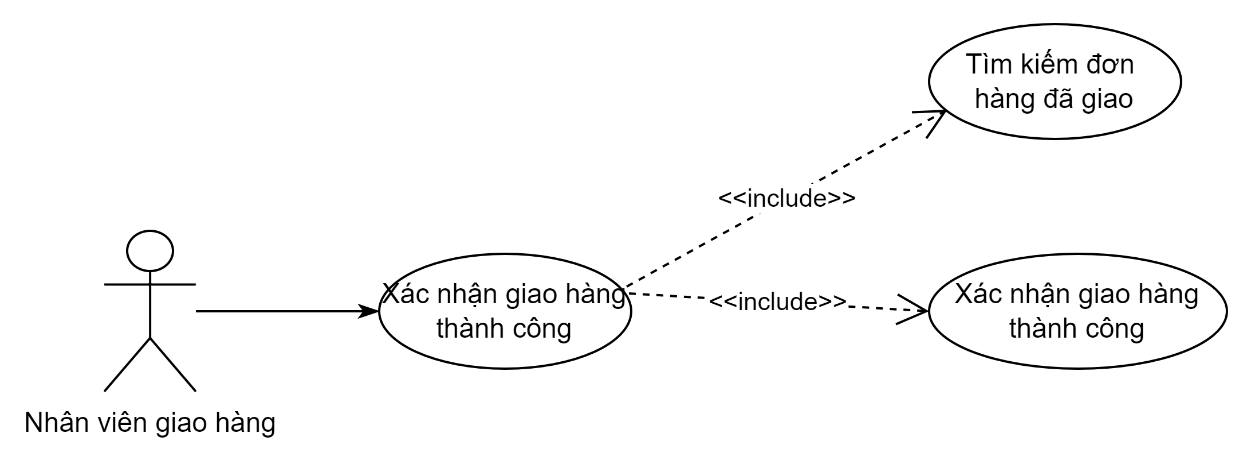 Tìm kiếm đơn
hàng đã giao
<<include>>
Xác nhận giao hàng
thành công
<<include>>
Xác nhận giao hàng
thành công
Nhân viên giao hàng